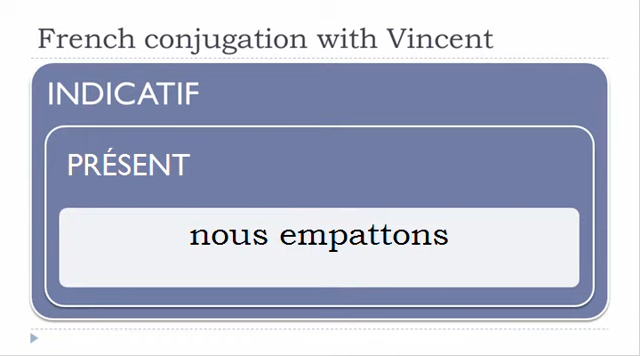 French conjugation with Vincent
INDICATIF
PRÉSENT
nous empattons